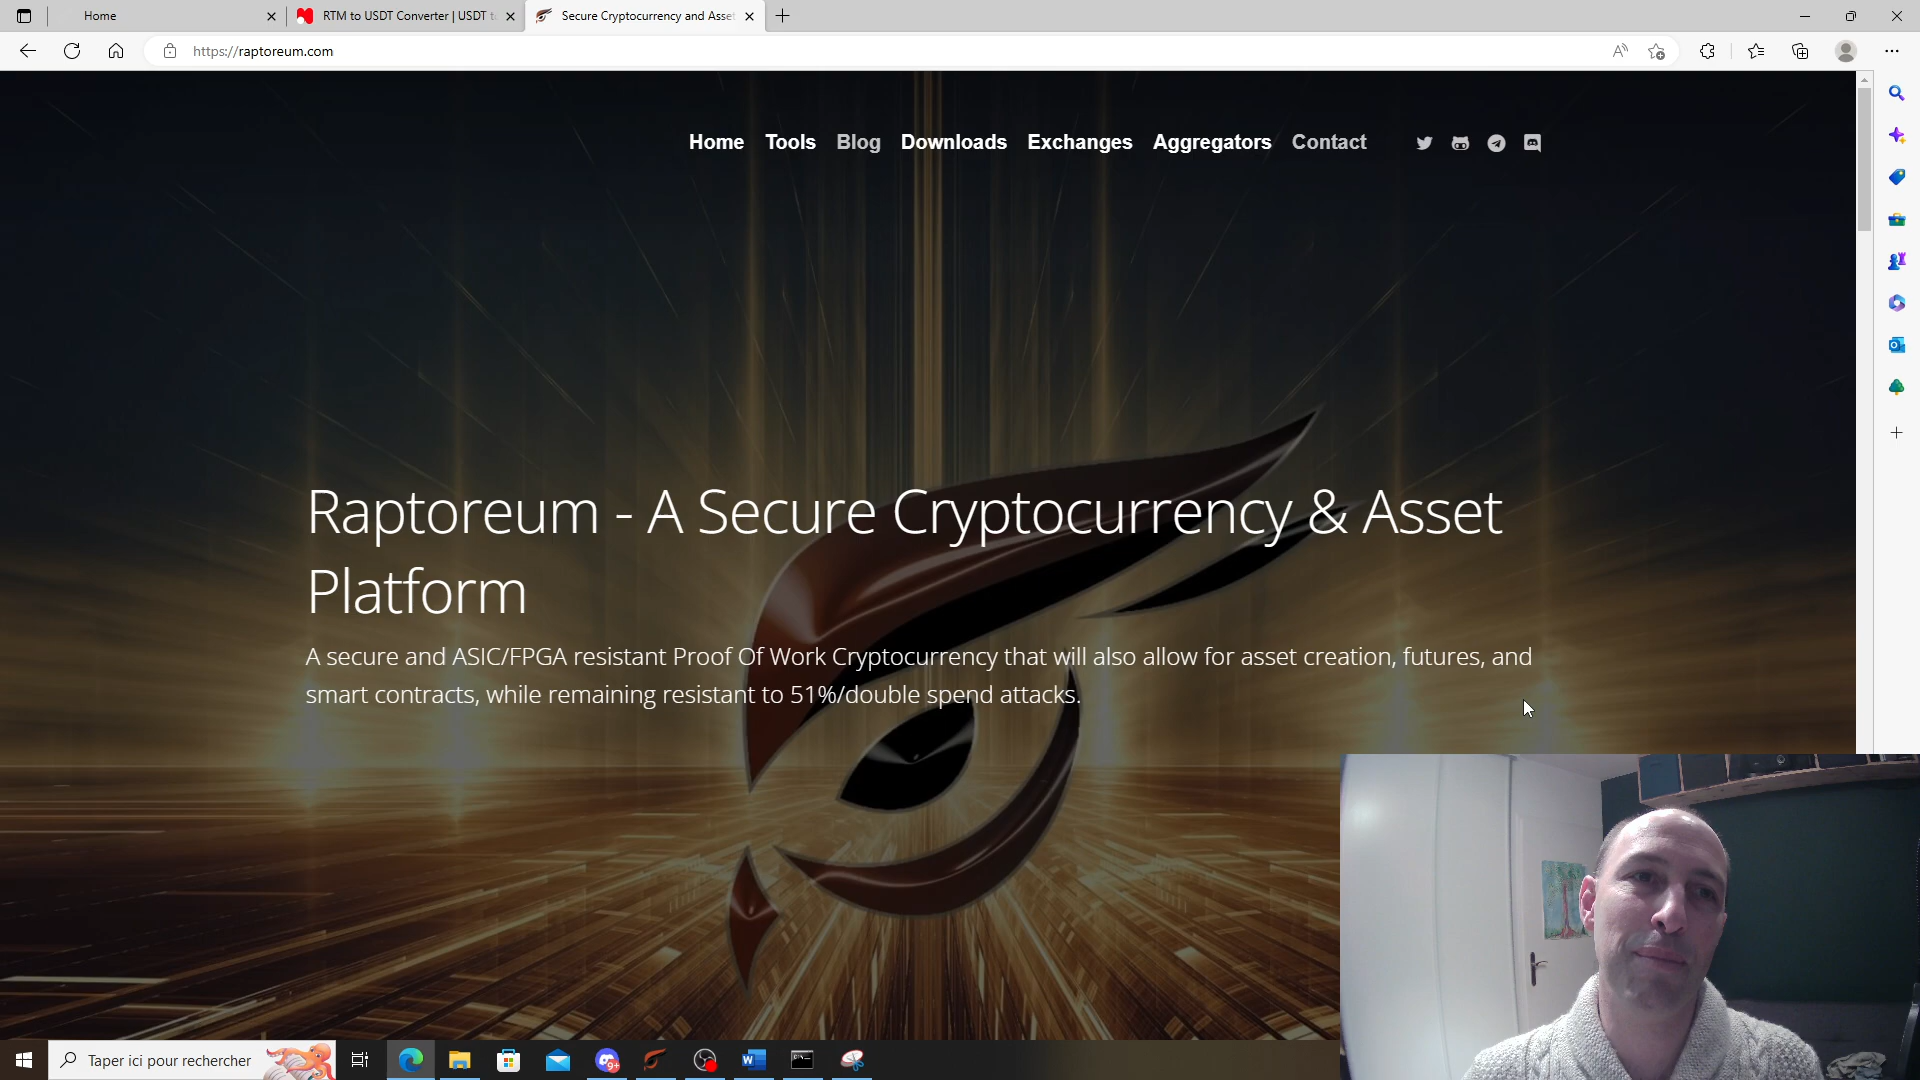 Home
RTM to USDT Converter | USDT to
Secure Cryptocurrency and Asset
https://raptoreum.com
Home Tools Blog Downloads Exchanges Aggregators Contact
Raptoreum - A Secure Cryptocurrency & Asset
Platform
A secure and ASIC/FPGA resistant Proof Of Work Cryptocurrency that will also allow for asset creation, futures, and
smart contracts, while remaining resistant to 51%/double spend attacks.
Taper ici pour rechercher
9+